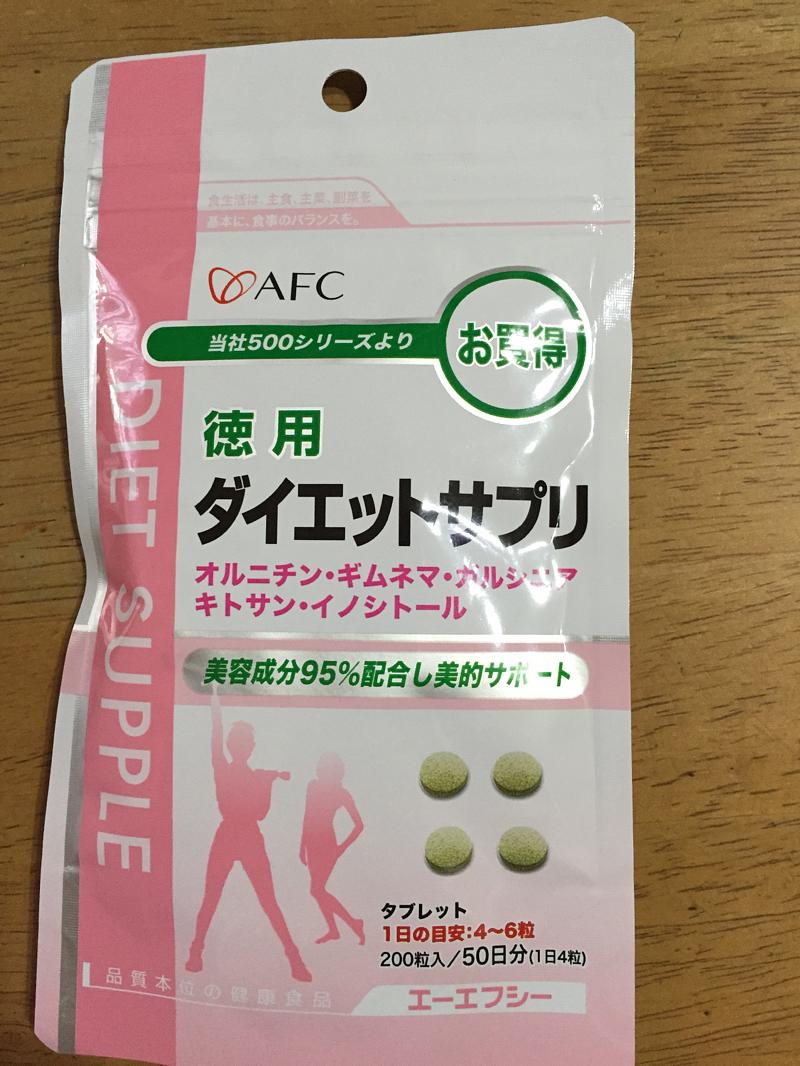 食生活は、主食、主菜、副菜を
基本に、食事のバランスを。
AFC
当社500シリーズより
お買得
徳用
ダイエットサプリ
オルニチン・ギムネマ・ガルシニア
キトサン・イノシトール
美容成分95%配合し美的サポート
DIET SUPPLE
タブレット
1日の目安:4〜6粒
200粒入/50日分(1日4粒)
品質本位の健康食品
エーエフシー